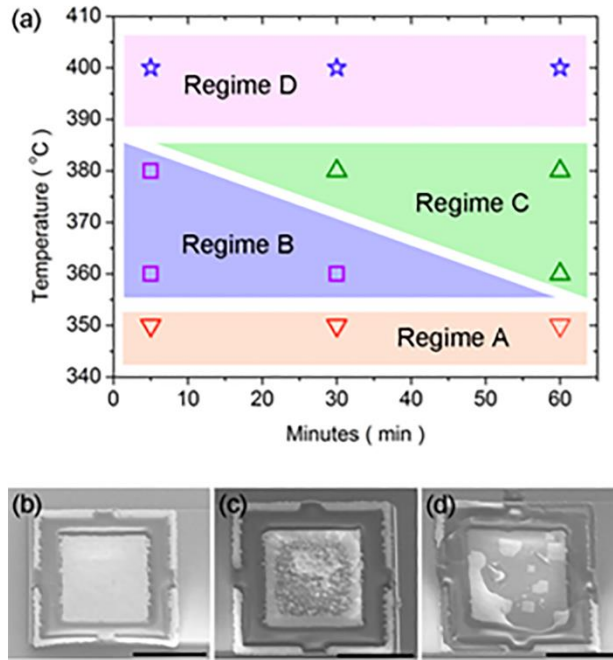 (a)
410
400
390
380
370
360
350
340
Temperature ( °C)
Regime D
Regime C
Regime B
Regime A
0
10
20
30
40
50
60
Minutes ( min )
(b)
(c)
(d)